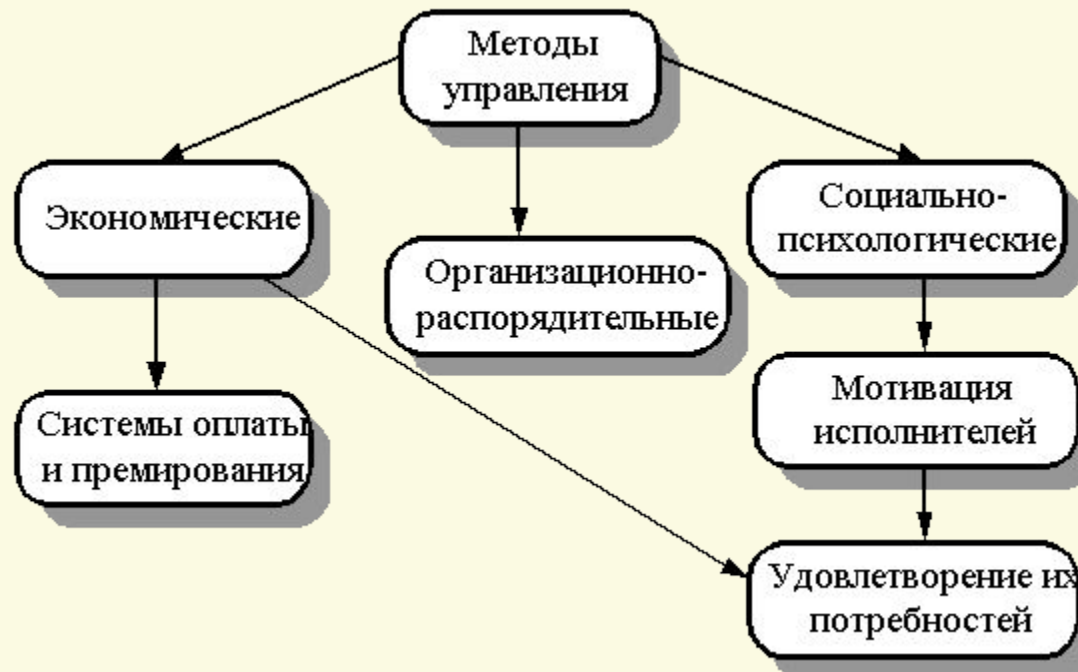 Методы
управления
Экономические
Социально-
психологические
Организационно-
распорядительные
Мотивация
исполнителей
Системы оплаты
и премирования
Удовлетворение их
потребностей